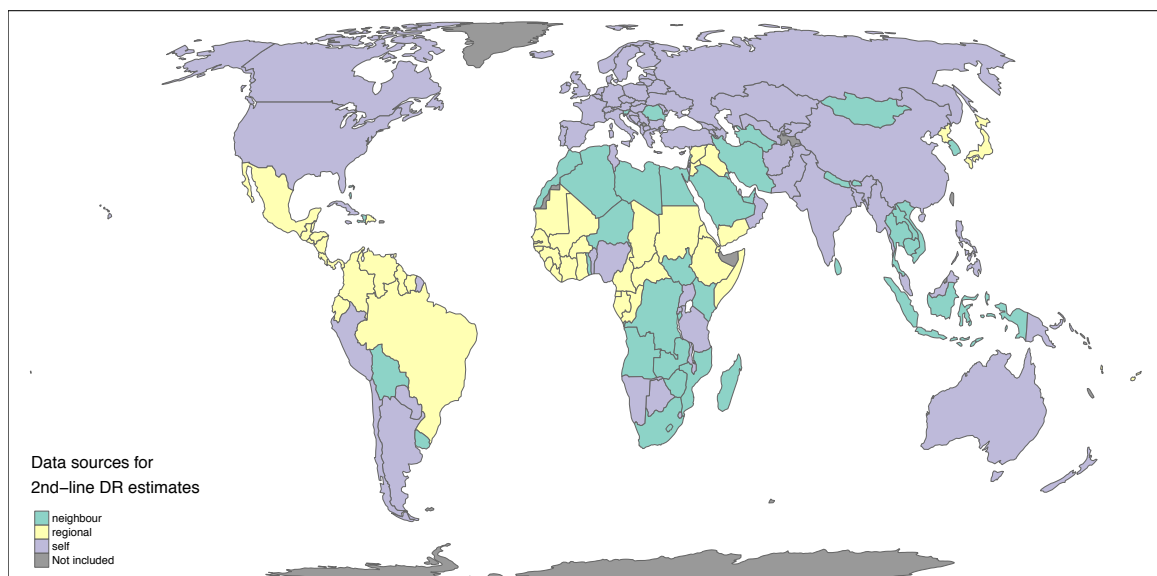 Data sources for
2nd−line DR estimates
neighbour
regional
self
Not included